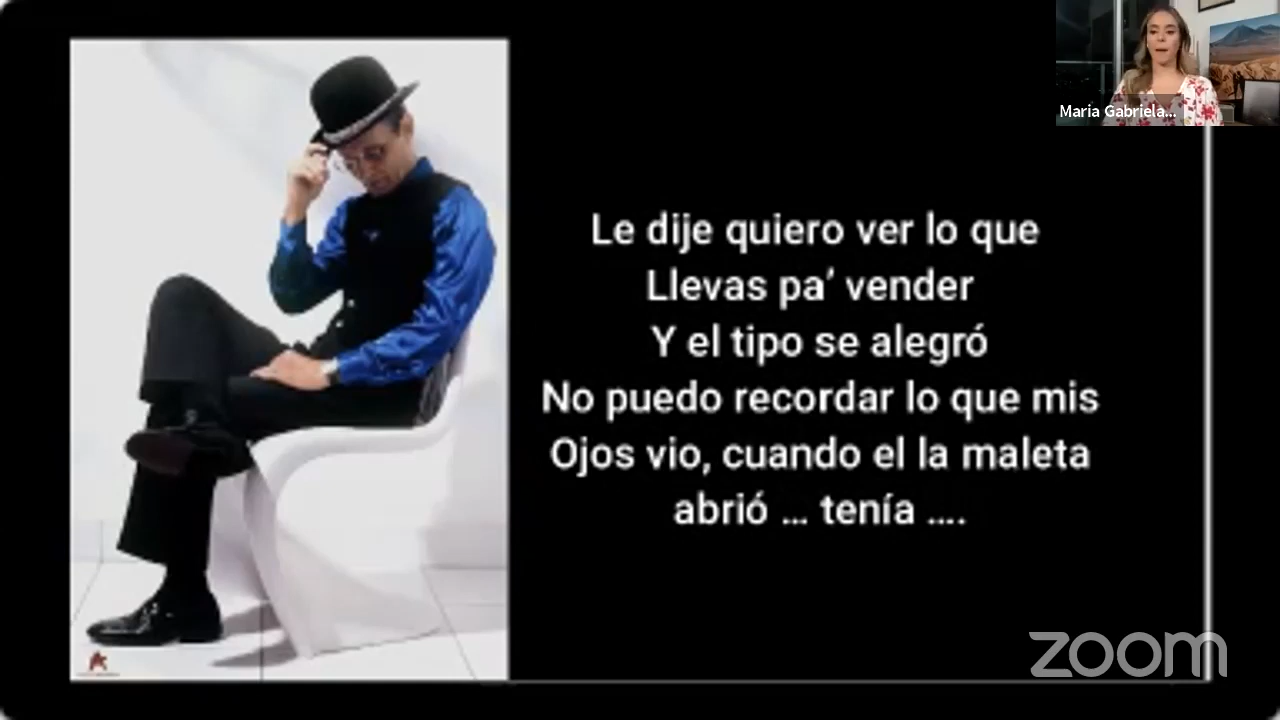 Maria Gabriela...
Le dije quiero ver lo que
Llevas pa’ vender
Y el tipo se alegró
No puedo recordar lo que mis
Ojos vio, cuando el la maleta
abrió ... tenía ....
zoom